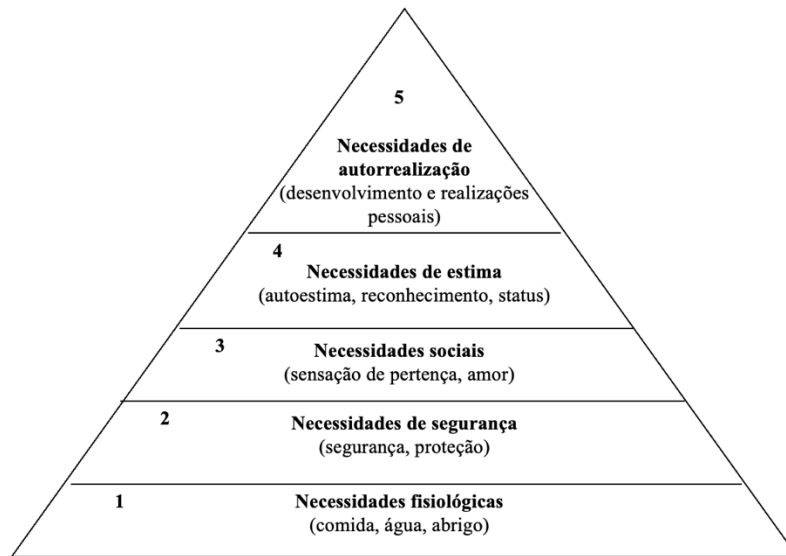 5
Necessidades de
autorrealização
(desenvolvimento e realizações
pessoais)
4
Necessidades de estima
(autoestima, reconhecimento, status)
3
Necessidades sociais
(sensação de pertença, amor)
2
Necessidades de segurança
(segurança, proteção)
1
Necessidades fisiológicas
(comida, água, abrigo)